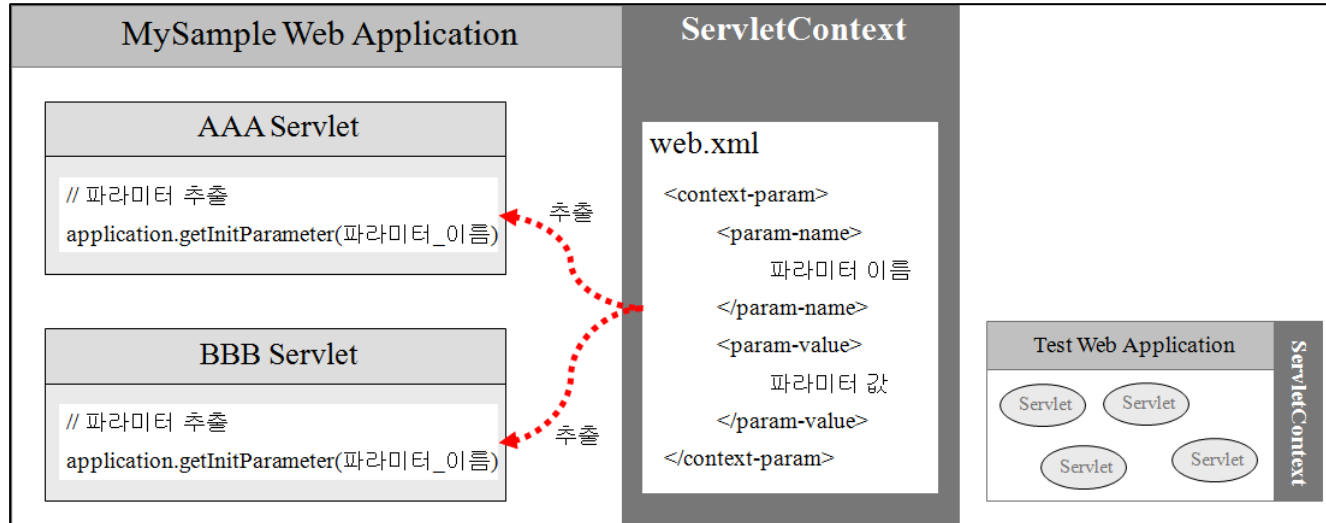 MySample Web Application
ServletContext
AAA Servlet
// 파라미터 추출
application.getInitParameter(파라미터_이름)
추출
BBB Servlet
// 파라미터 추출
application.getInitParameter(파라미터_이름)
추출
web.xml
<context-param>
<param-name>
파라미터 이름
</param-name>
<param-value>
파라미터 값
</param-value>
</context-param>
Test Web Application
ServletContext
Servlet
Servlet
Servlet
Servlet